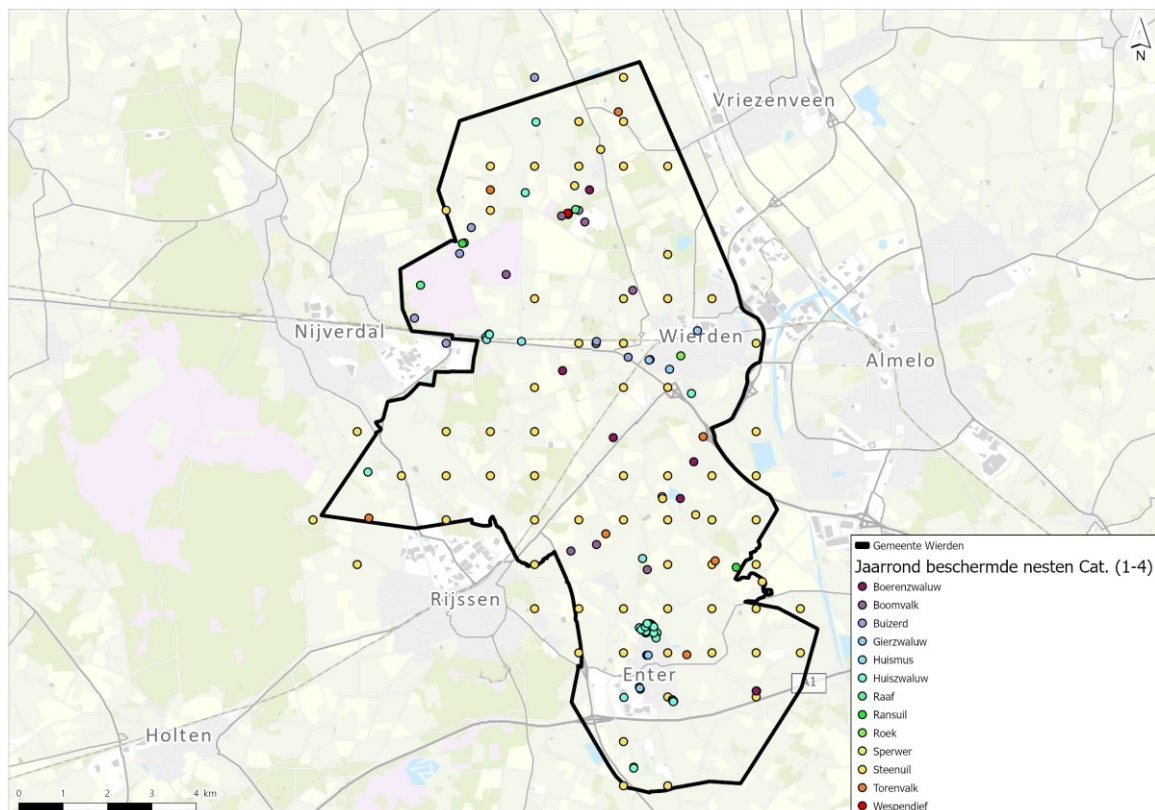 N
Vriezenveen
Nijverdal
Wierden
Almelo
Rijssen
Enter
A1
Holten
0 1 2 3 4 km
Gemeente Wierden
Jaarrond beschermde nesten Cat. (1-4)
Boerenzwaluw
Boomvalk
Buizerd
Gierzwaluw
Huismus
Huiszwaluw
Raaf
Ransuil
Roek
Sperwer
Steenuil
Torenvalk
Wespendief